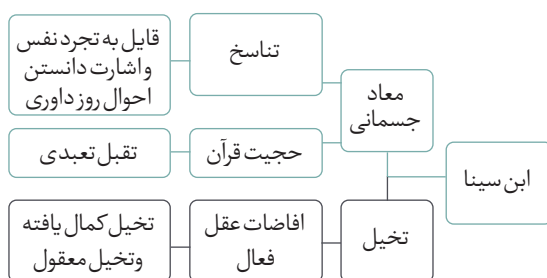 ابن سینا
معاد
جسمانی
تناسخ
قایل به تجرد نفس
و اشارت دانستن
احوال روز داوری
حجیت قرآن
تقبل تعبدی
تخیل
افاضات عقل
فعال
تخیل کمال یافته
و تخیل معقول